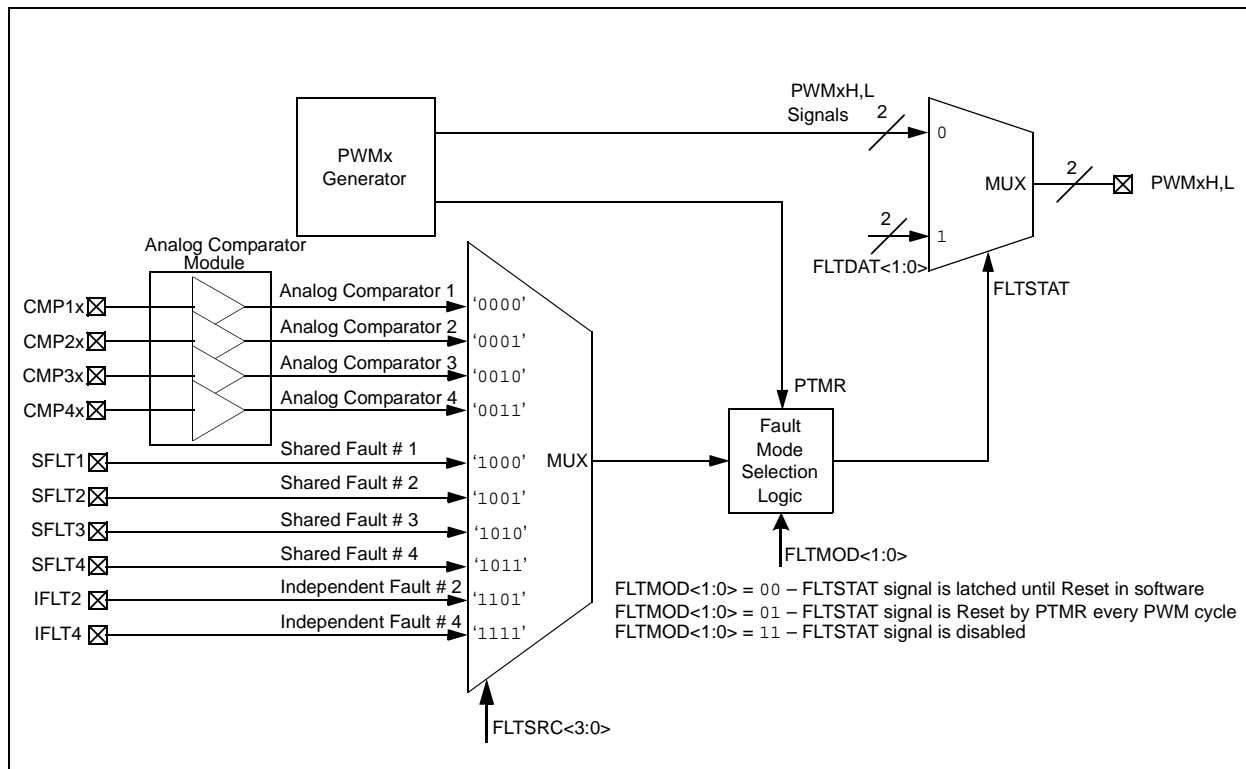 PWMxH,L
Signals
2
0
PWMx
Generator
MUX
2
PWMxH,L
2
1
FLTDAT<1:0>
FLTSTAT
Analog Comparator
Module
CMP1x
Analog Comparator 1
'0000'
CMP2x
Analog Comparator 2
'0001'
CMP3x
Analog Comparator 3
'0010'
CMP4x
Analog Comparator 4
'0011'
PTMR
Fault
Mode
Selection
Logic
SFLT1
Shared Fault # 1
'1000'
MUX
SFLT2
Shared Fault # 2
'1001'
SFLT3
Shared Fault # 3
'1010'
SFLT4
Shared Fault # 4
'1011'
IFLT2
Independent Fault # 2
'1101'
IFLT4
Independent Fault # 4
'1111'
FLTMOD<1:0>
FLTMOD<1:0> = 00 – FLTSTAT signal is latched until Reset in software
FLTMOD<1:0> = 01 – FLTSTAT signal is Reset by PTMR every PWM cycle
FLTMOD<1:0> = 11 – FLTSTAT signal is disabled
FLTSRC<3:0>